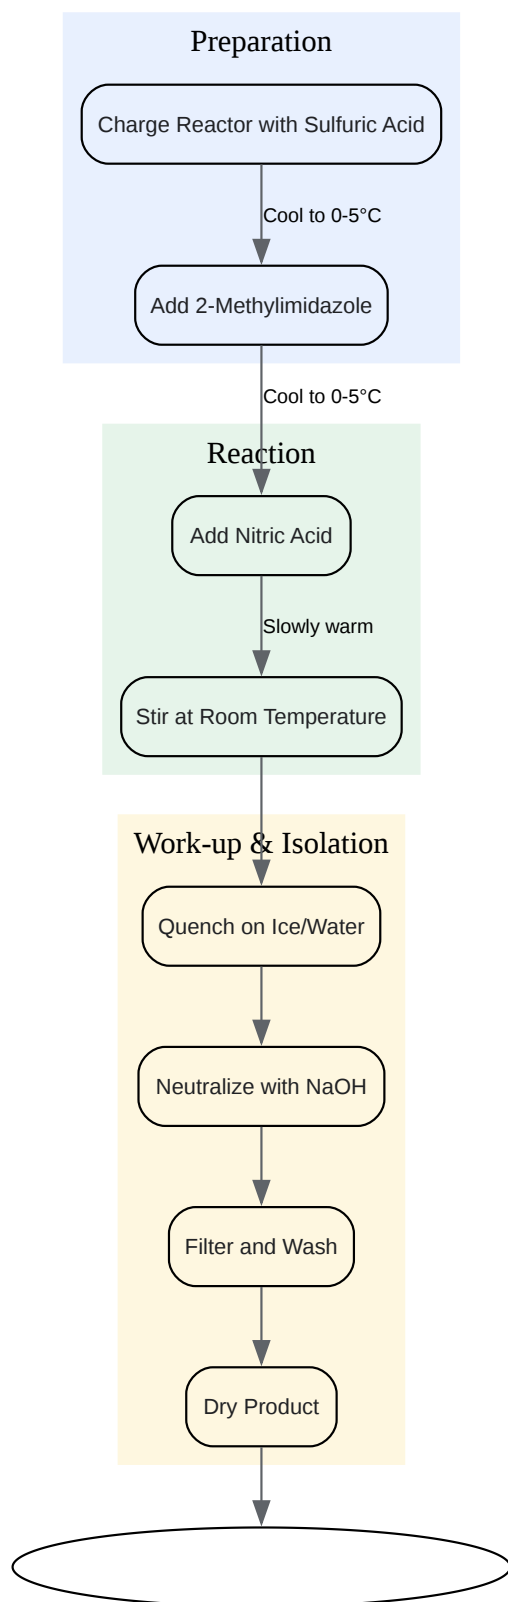 Preparation
Charge Reactor with Sulfuric Acid
Cool to 0-5°C
Add 2-Methylimidazole
Cool to 0-5°C
Reaction
Add Nitric Acid
Slowly warm
Stir at Room Temperature
Work-up & Isolation
Quench on Ice/Water
Neutralize with NaOH
Filter and Wash
Dry Product